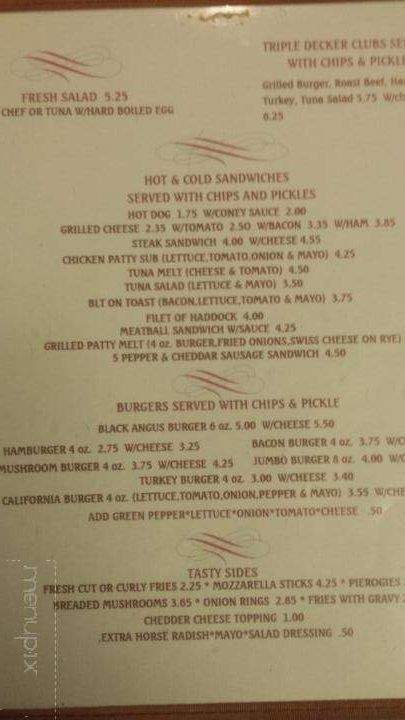 TRIPLE DECKER CLUBS
WITH CHIPS & PICKLE
Grilled Burger, Roast Beef,
Turkey, Tuna Salad 5.75
6.25
FRESH SALAD 5.25
CHEF OR TUNA W/HARD BOILED EGG
HOT & COLD SANDWICHES
SERVED WITH CHIPS AND PICKLES
HOT DOG 1.75 W/CONEY SAUCE 2.00
GRILLED CHEESE 2.35 W/TOMATO 2.50 W/BACON 3.35 W/HAM 3.85
STEAK SANDWICH 4.00 W/CHEESE 4.55
CHICKEN PATTY SUB (LETTUCE,TOMATO,ONION & MAYO) 4.25
TUNA MELT (CHEESE & TOMATO) 4.50
TUNA SALAD (LETTUCE & MAYO) 3.50
BLT ON TOAST (BACON,LETTUCE,TOMATO & MAYO) 3.75
FILET OF HADDOCK 4.00
MEATBALL SANDWICH W/SAUCE 4.25
GRILLED PATTY MELT (4 oz. BURGER,FRIED ONIONS,SWISS CHEESE ON RYE)
5 PEPPER & CHEDDAR SAUSAGE SANDWICH 4.50
BURGERS SERVED WITH CHIPS & PICKLE
BLACK ANGUS BURGER 6 oz. 5.00 W/CHEESE 5.50
HAMBURGER 4 oz. 2.75 W/CHEESE 3.25 BACON BURGER 4 oz. 3.75
MUSHROOM BURGER 4 oz. 3.75 W/CHEESE 4.25 JUMBO BURGER 8 oz. 4.00
TURKEY BURGER 4 oz. 3.00 W/CHEESE 3.40
CALIFORNIA BURGER 4 oz. (LETTUCE,TOMATO,ONION,PEPPER & MAYO) 3.55
ADD GREEN PEPPER*LETTUCE*ONION*TOMATO*CHEESE .50
TASTY SIDES
FRESH CUT OR CURLY FRIES 2.25 * MOZZARELLA STICKS 4.25 * PIEROGIES
BREADED MUSHROOMS 3.65 * ONION RINGS 2.85 * FRIES WITH GRAVY
CHEDDER CHEESE TOPPING 1.00
,EXTRA HORSE RADISH*MAYO*SALAD DRESSING .50
menupix